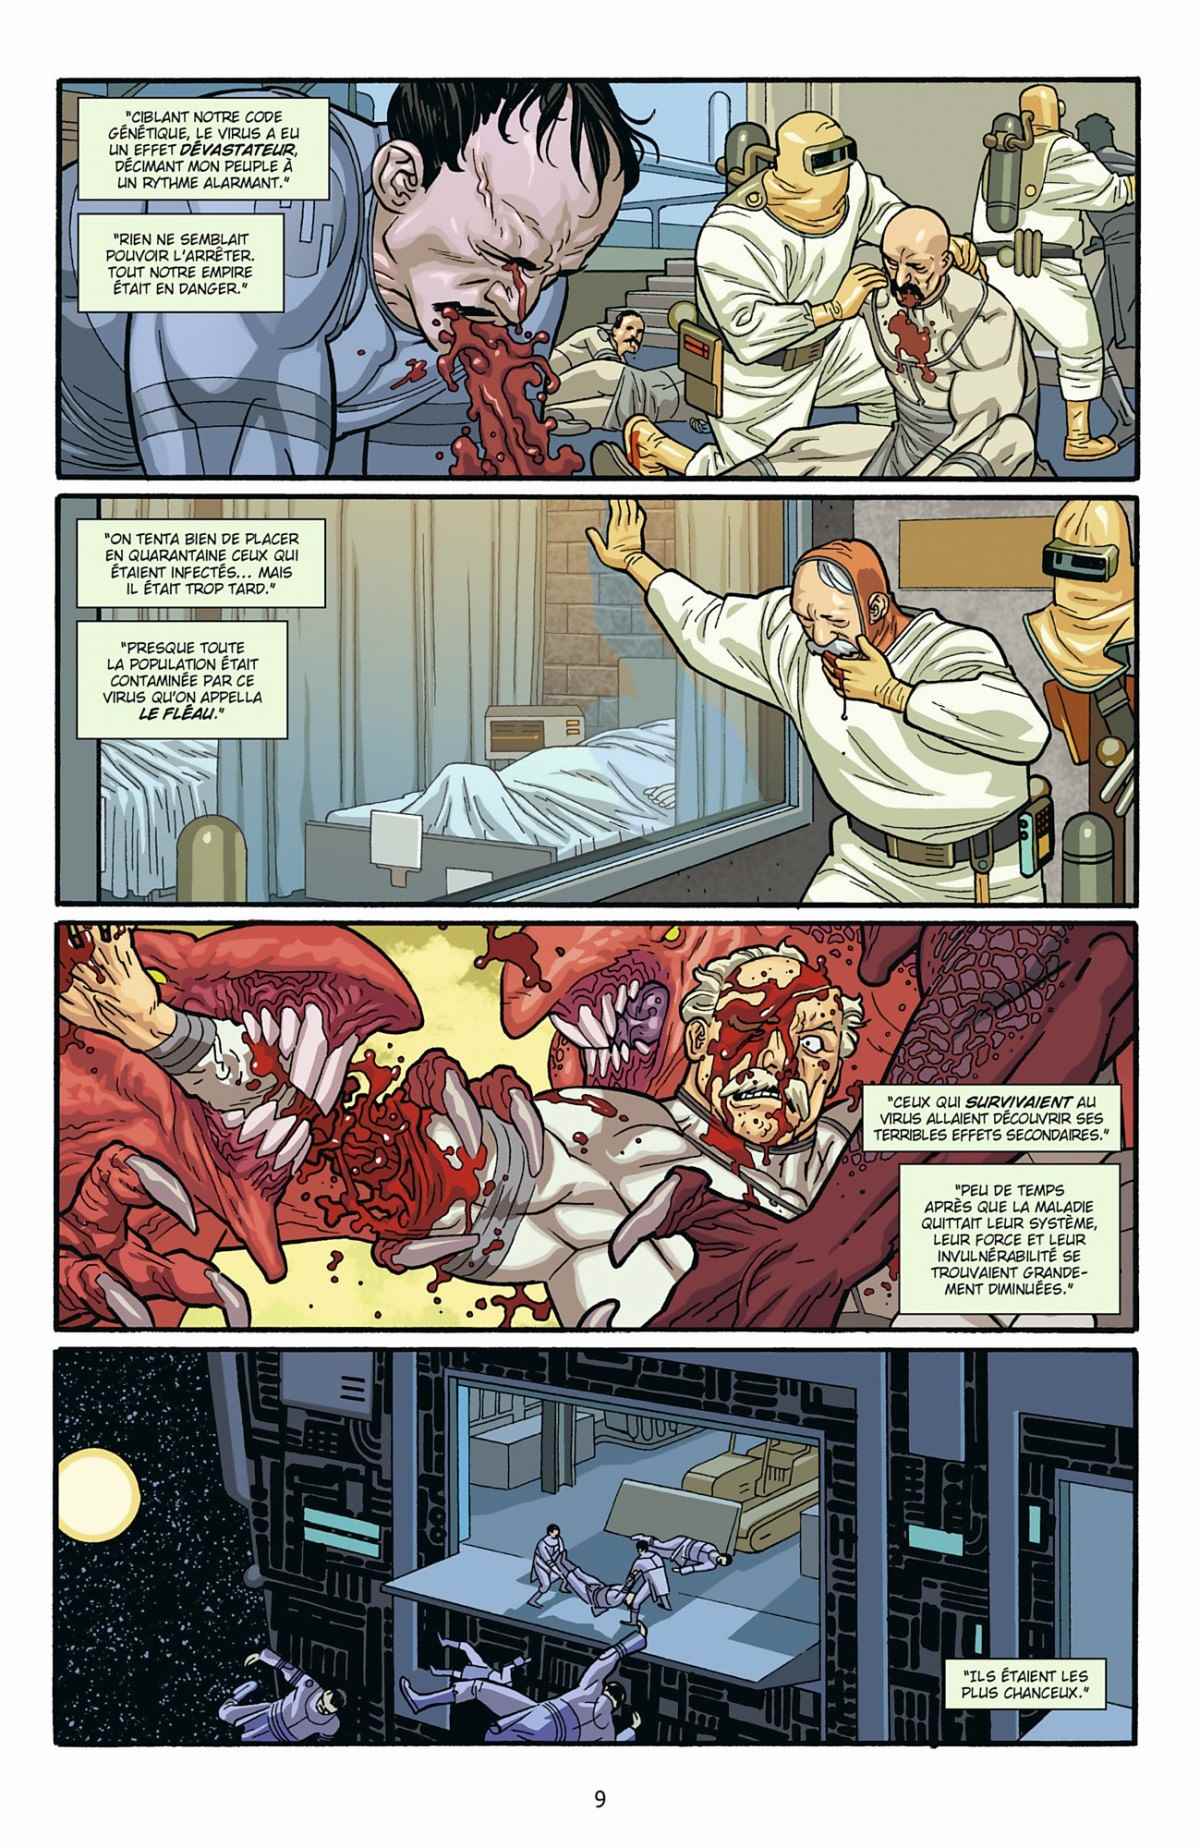 "CIBLANT NOTRE CODE
GÉNÉTIQUE, LE VIRUS A EU
UN EFFET DÉVASTATEUR,
DÉCIMANT MON PEUPLE À
UN RYTHME ALARMANT."
"RIEN NE SEMBLAIT
POUVOIR L'ARRÊTER.
TOUT NOTRE EMPIRE
ÉTAIT EN DANGER."
"ON TENTA BIEN DE PLACER
EN QUARANTAINE CEUX QUI
ÉTAIENT INFECTÉS... MAIS
IL ÉTAIT TROP TARD."
"PRESQUE TOUTE
LA POPULATION ÉTAIT
CONTAMINÉE PAR CE
VIRUS QU'ON APPELLA
LE FLÉAU."
"CEUX QUI SURVIVAIENT AU
VIRUS ALLAIENT DÉCOUVRIR SES
TERRIBLES EFFETS SECONDAIRES."
"PEU DE TEMPS
APRÈS QUE LA MALADIE
QUITTAIT LEUR SYSTÈME,
LEUR FORCE ET LEUR
INVULNÉRABILITÉ SE
TROUVAIENT GRANDE-
MENT DIMINUÉES."
"ILS ÉTAIENT LES
PLUS CHANCEUX."
9